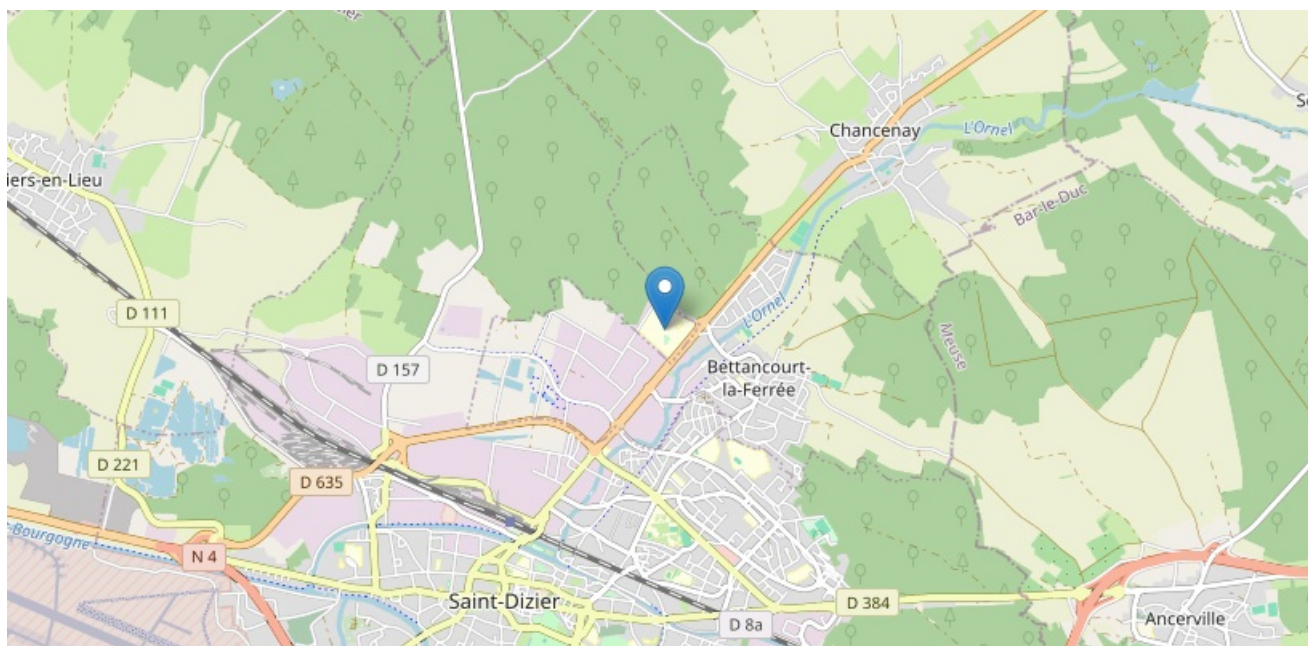 Chancenay
L'Ornel
iers-en-Lieu
Bar-le-Duc
D 111
L'Ornel
Meuse
D 157
Bettancourt-
la-Ferrée
D 221
D 635
-Bourgogne
N 4
Saint-Dizier
D 384
D 8a
Ancerville